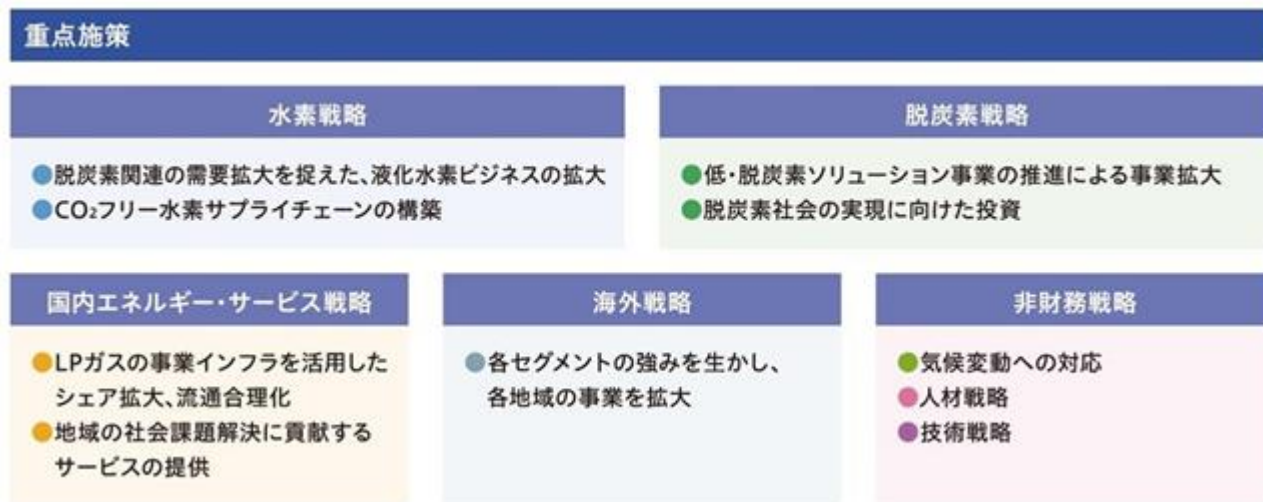 重点施策
水素戦略
●脱炭素関連の需要拡大を捉えた、液化水素ビジネスの拡大
●CO₂フリー水素サプライチェーンの構築
脱炭素戦略
●低・脱炭素ソリューション事業の推進による事業拡大
●脱炭素社会の実現に向けた投資
国内エネルギー・サービス戦略
●LPガスの事業インフラを活用した
シェア拡大、流通合理化
●地域の社会課題解決に貢献する
サービスの提供
海外戦略
●各セグメントの強みを生かし、
各地域の事業を拡大
非財務戦略
●気候変動への対応
●人材戦略
●技術戦略